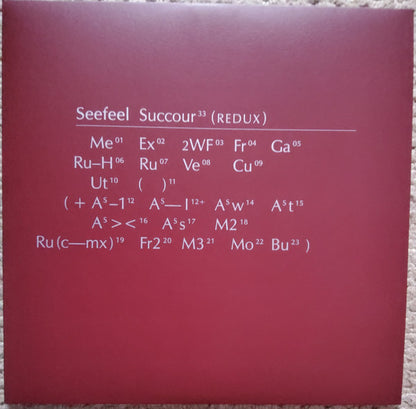 Seefeel Succour³³ (REDUX)
Me⁰¹ Ex⁰² 2WF⁰³ Fr⁰⁴ Ga⁰⁵
Ru–H⁰⁶ Ru⁰⁷ Ve⁰⁸ Cu⁰⁹
Ut¹⁰ ( )¹¹
( + Aˢ–1¹² Aˢ—I¹²⁺ Aˢw¹⁴ Aˢt¹⁵
Aˢ><¹⁶ Aˢs¹⁷ M2¹⁸
Ru(c—mx)¹⁹ Fr2²⁰ M3²¹ Mo²² Bu²³ )